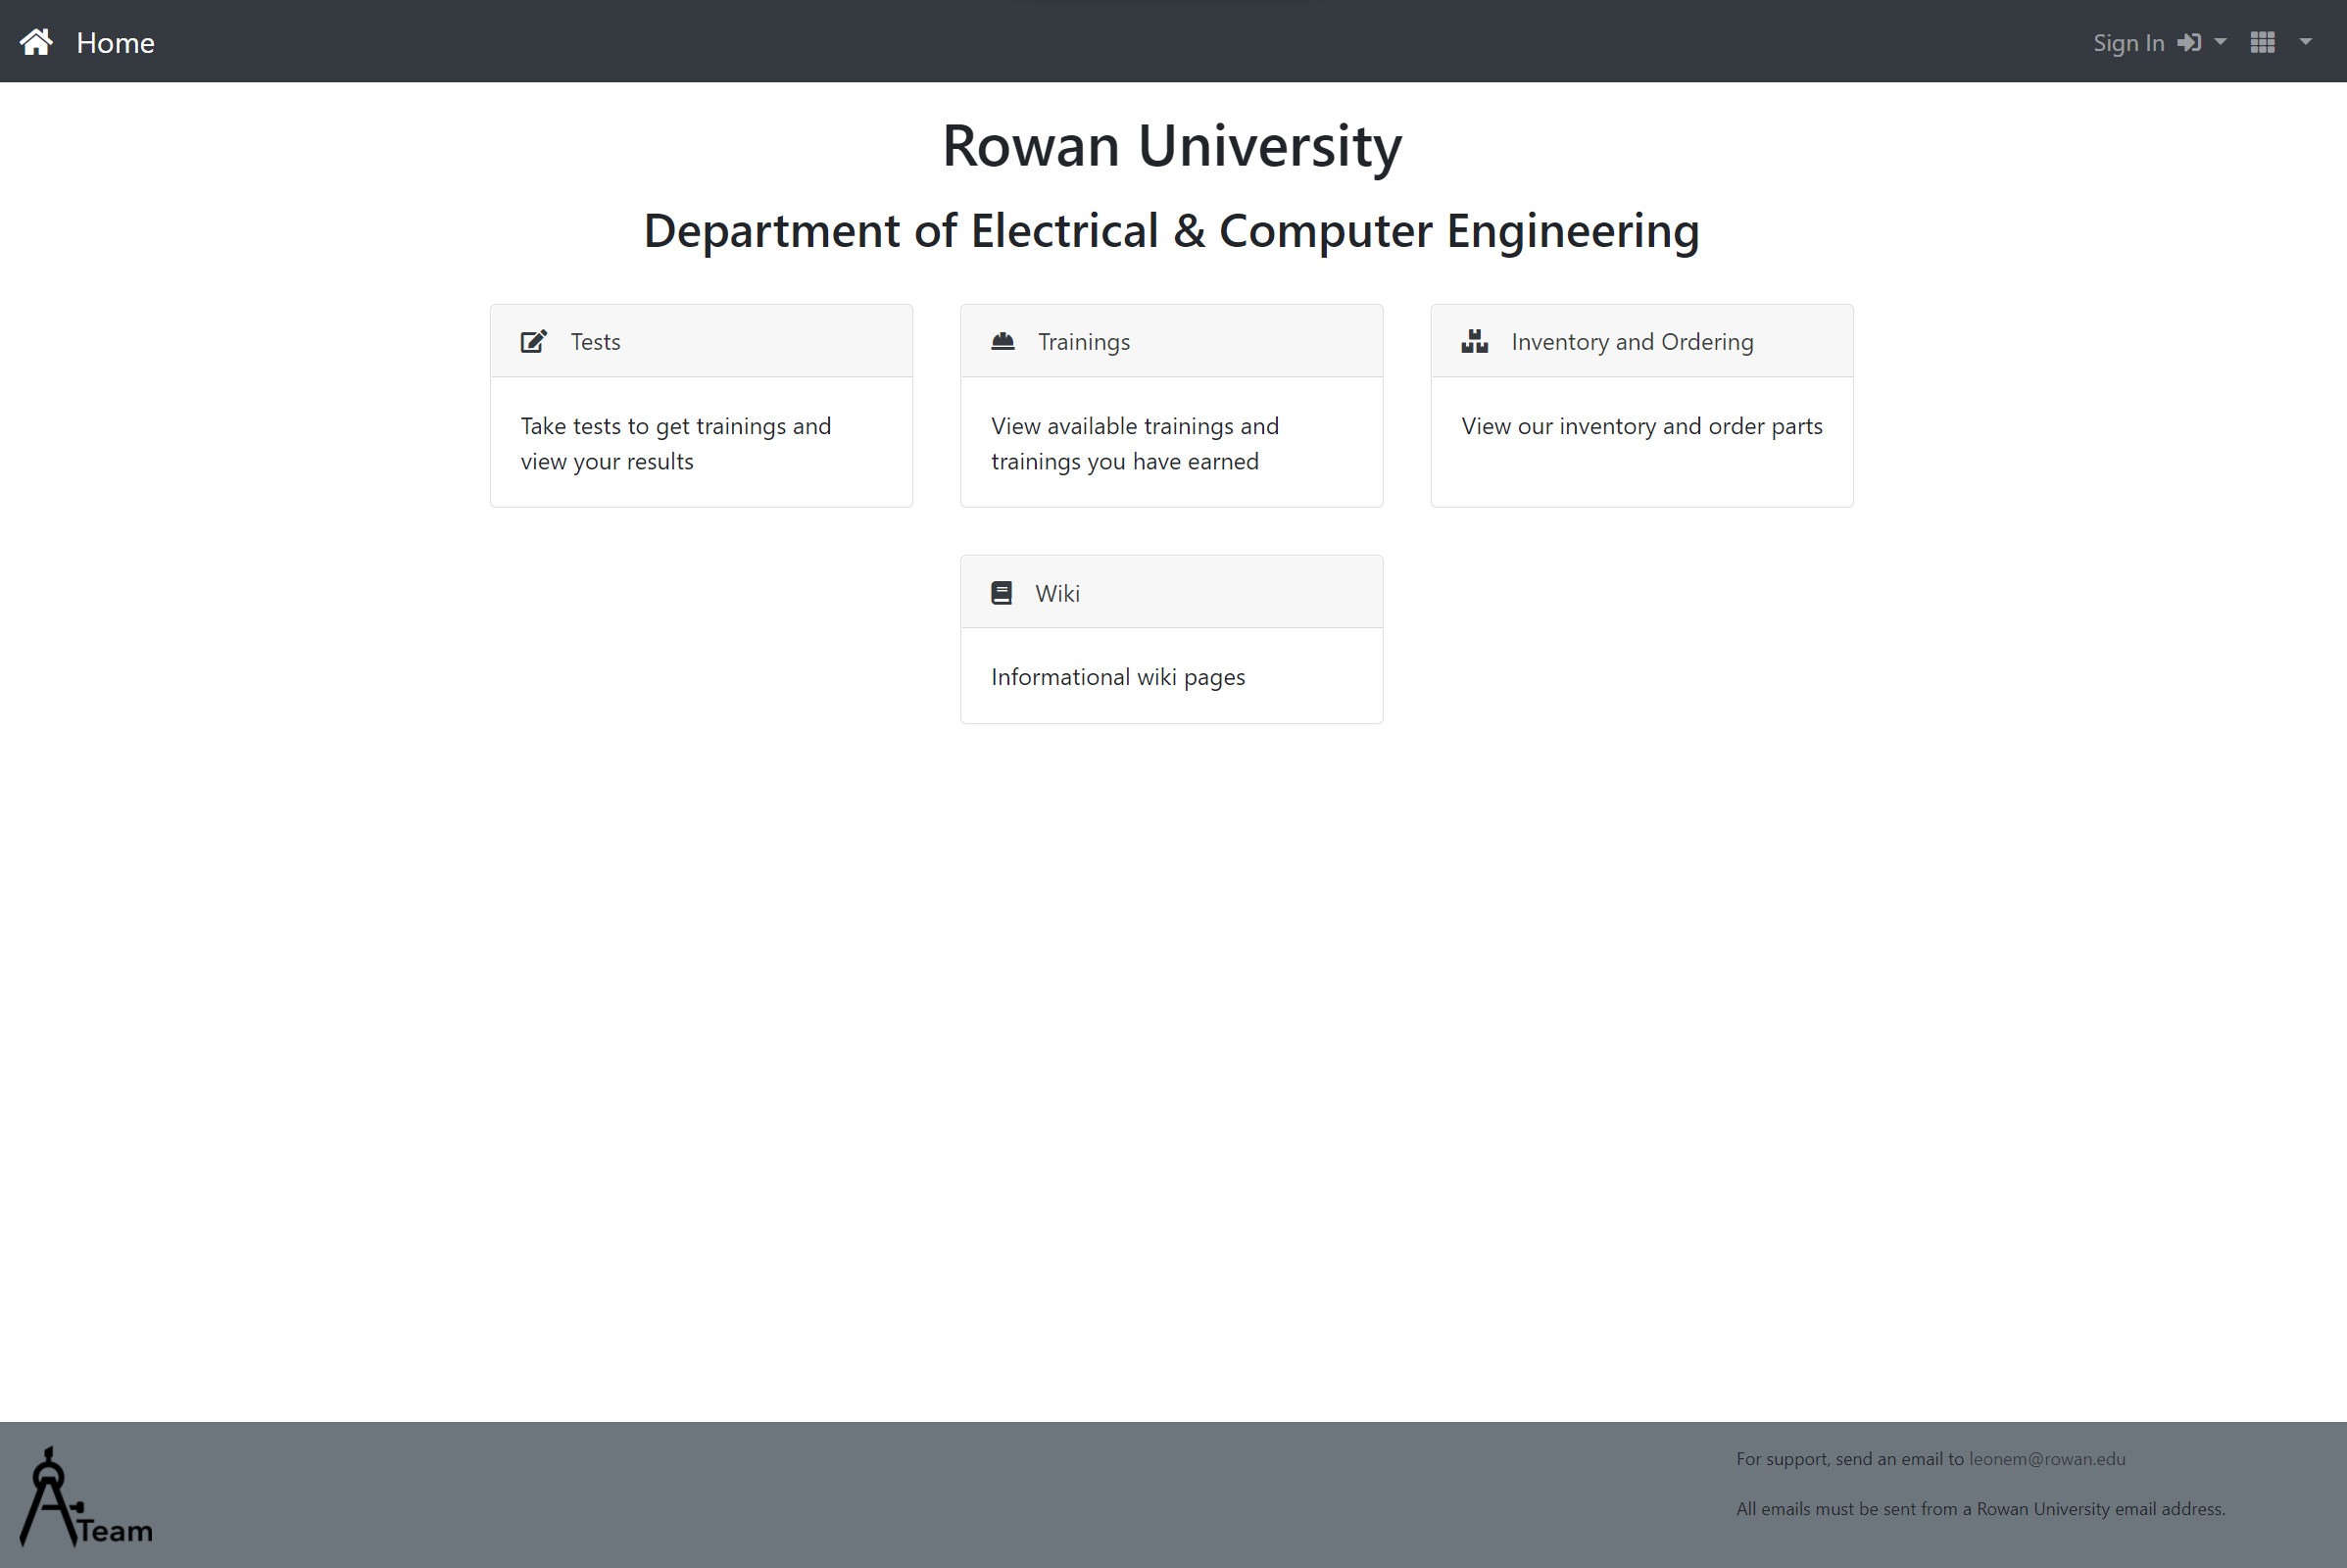 Home
Sign In
Rowan University
Department of Electrical & Computer Engineering
Tests
Take tests to get trainings and
view your results
Trainings
View available trainings and
trainings you have earned
Inventory and Ordering
View our inventory and order parts
Wiki
Informational wiki pages
A-Team
For support, send an email to leonem@rowan.edu
All emails must be sent from a Rowan University email address.